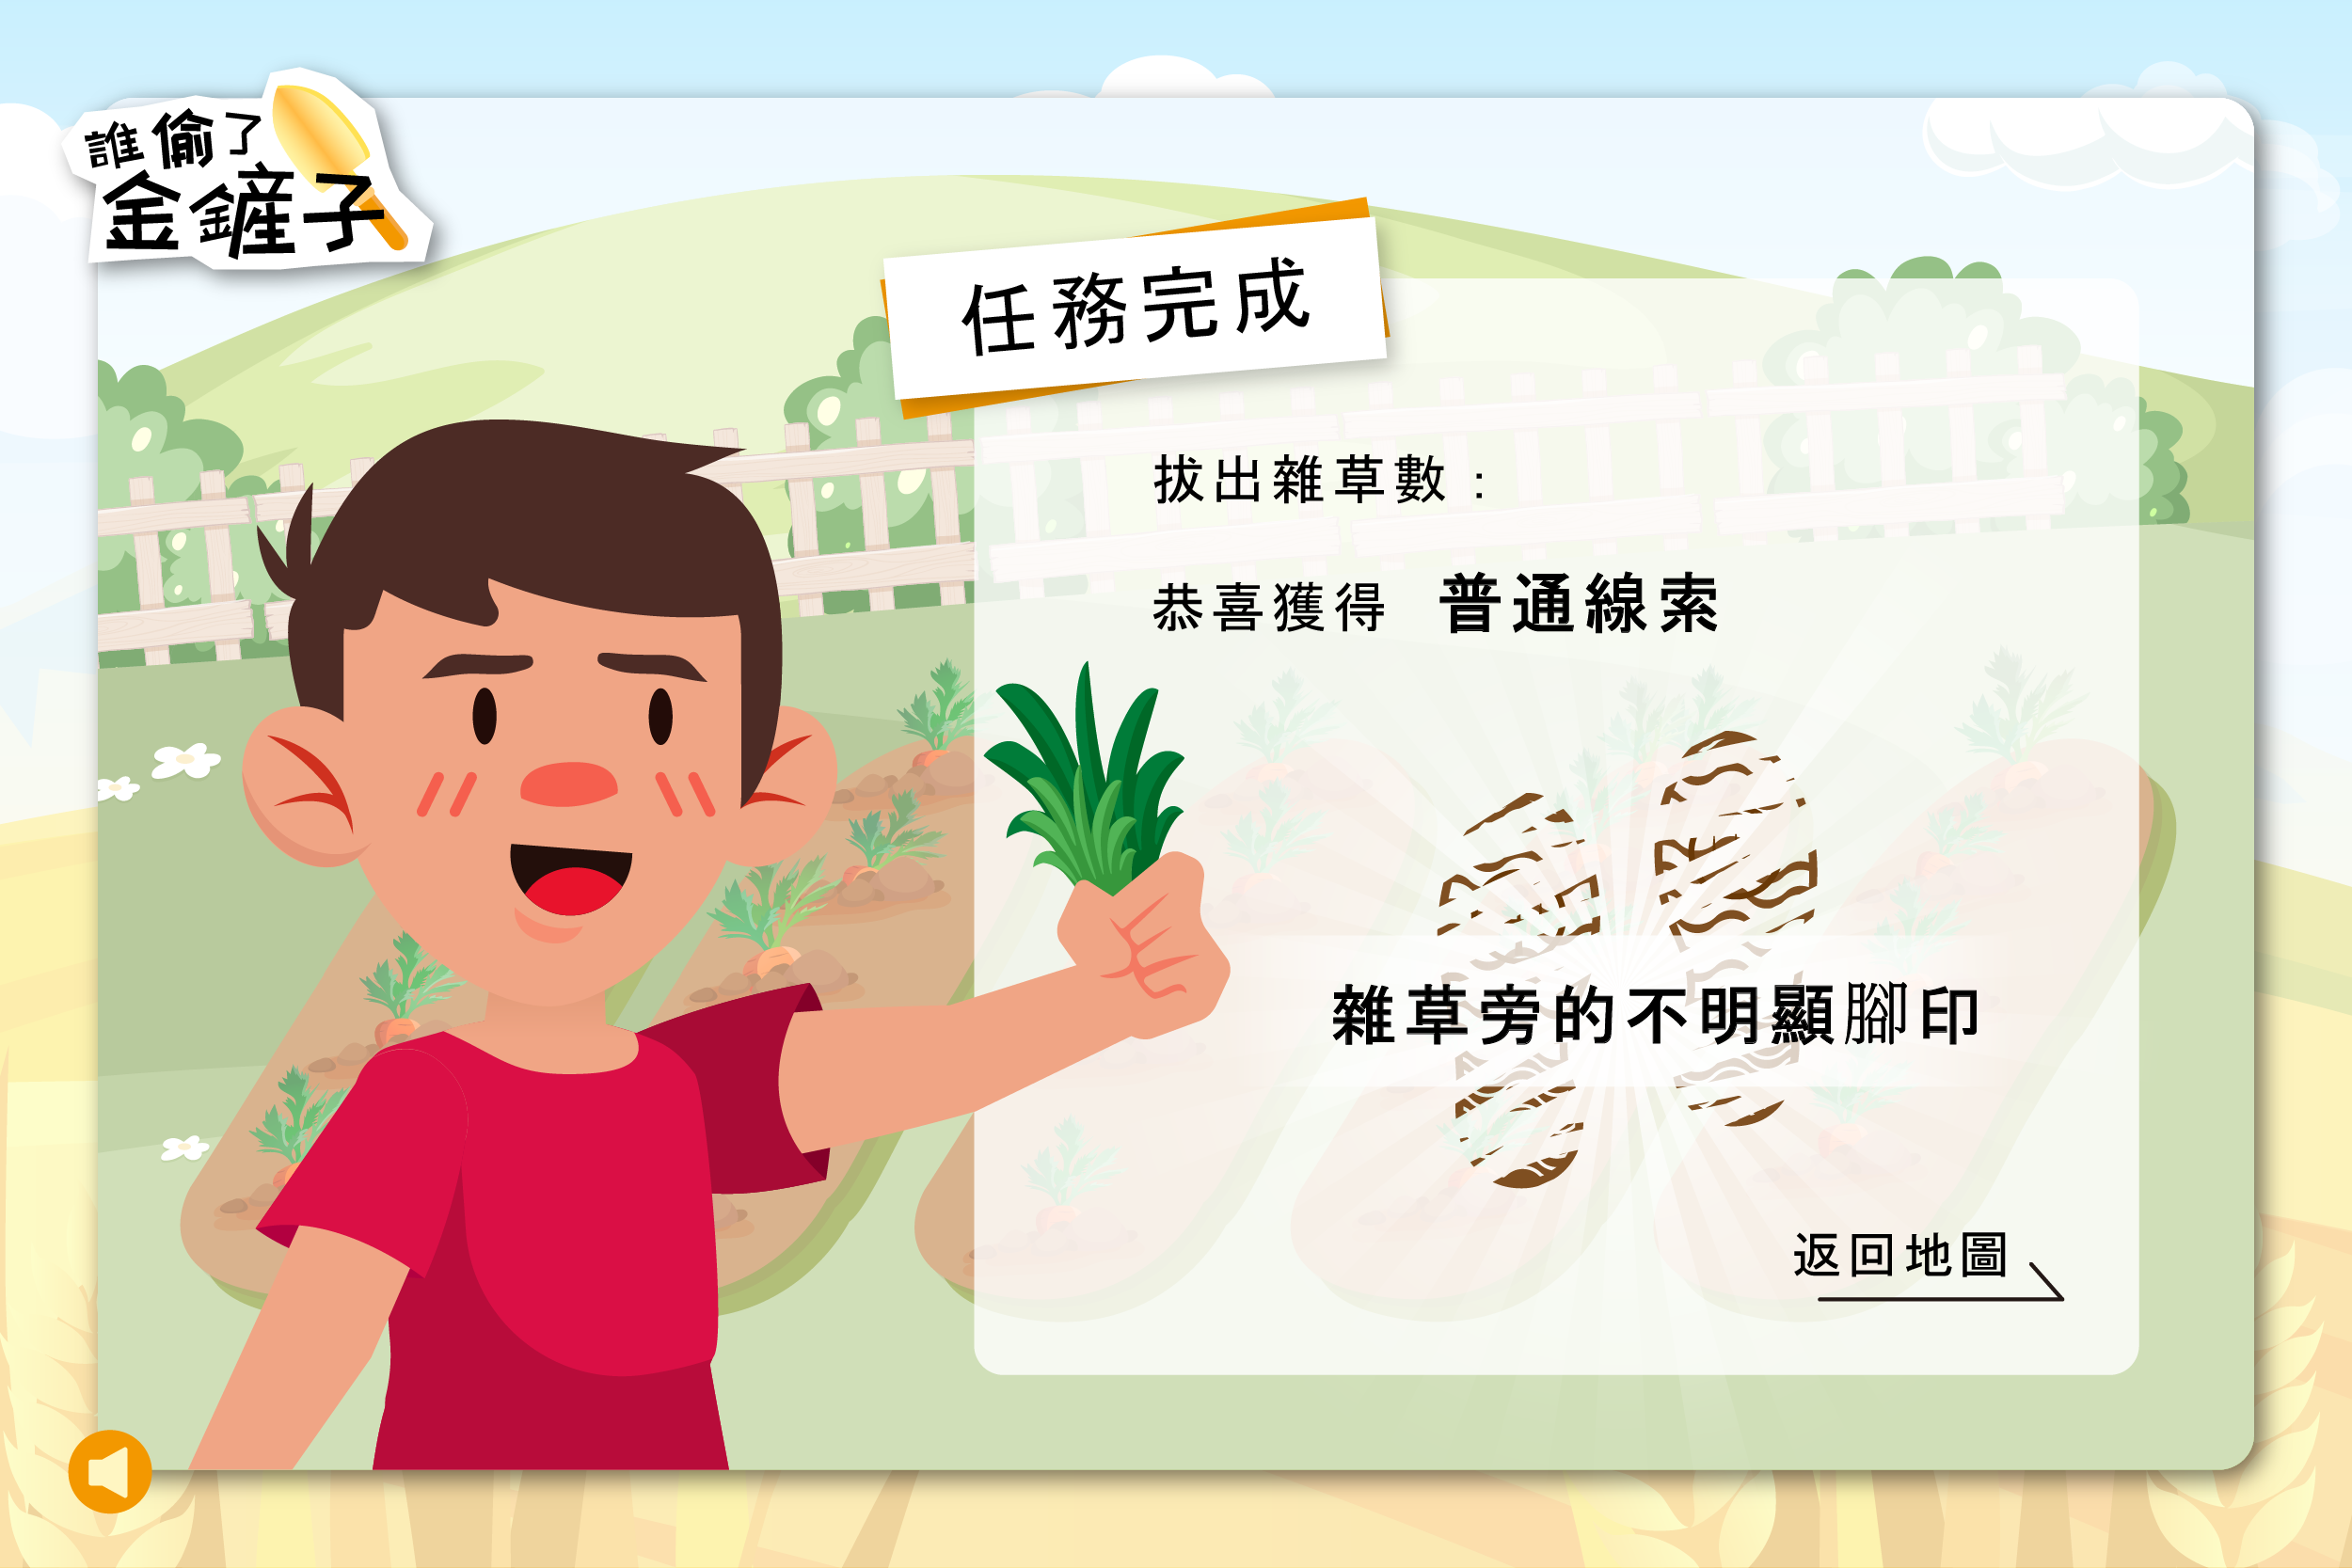 誰偷了
金鏟子
任務完成
拔出雜草數：
恭喜獲得 普通線索
雜草旁的不明顯腳印
返回地圖